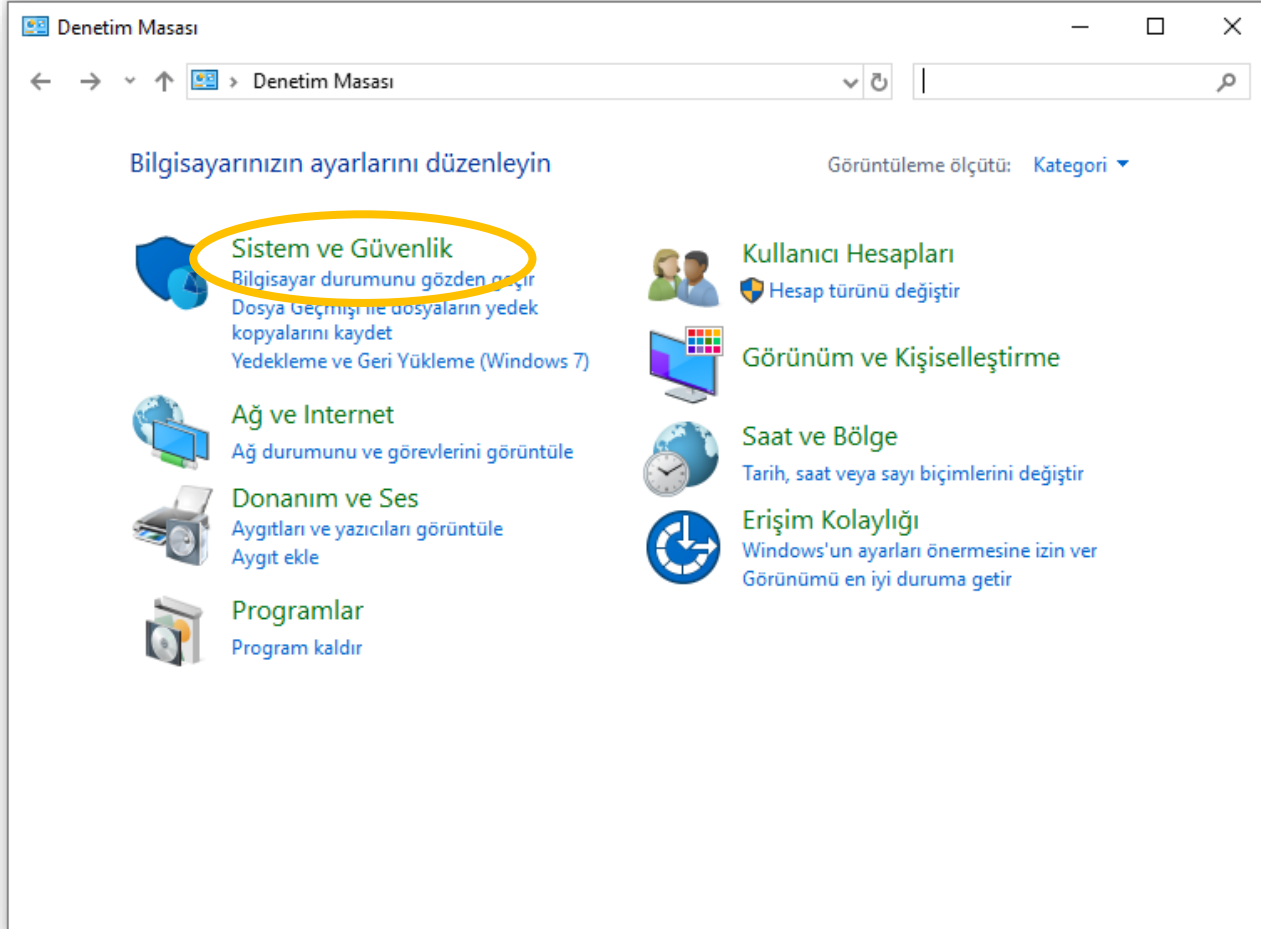 Denetim Masası
Denetim Masası
Bilgisayarınızın ayarlarını düzenleyin
Görüntüleme ölçütü: Kategori
Sistem ve Güvenlik
Bilgisayar durumunu gözden geçir
Dosya Geçmişi ile dosyaların yedek
kopyalarını kaydet
Yedekleme ve Geri Yükleme (Windows 7)
Ağ ve Internet
Ağ durumunu ve görevlerini görüntüle
Donanım ve Ses
Aygıtları ve yazıcıları görüntüle
Aygıt ekle
Programlar
Program kaldır
Kullanıcı Hesapları
Hesap türünü değiştir
Görünüm ve Kişiselleştirme
Saat ve Bölge
Tarih, saat veya sayı biçimlerini değiştir
Erişim Kolaylığı
Windows'un ayarları önermesine izin ver
Görünümü en iyi duruma getir